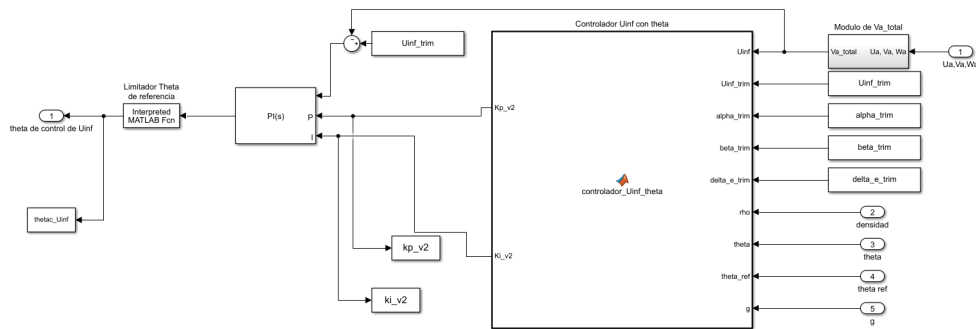 Controlador Uinf con theta
Modulo de Va_total
Uinf_trim
Uinf
Va_total
Ua, Va, Wa
1
Ua,Va,Wa
Limitador Theta
de referencia
Uinf_trim
Uinf_trim
1
Interpreted
MATLAB Fcn
PI(s)
P
I
Kp_v2
alpha_trim
alpha_trim
theta de control de Uinf
beta_trim
beta_trim
controlador_Uinf_theta
delta_e_trim
delta_e_trim
thetac_Uinf
rho
2
densidad
kp_v2
Ki_v2
theta
3
theta
theta_ref
4
theta ref
ki_v2
g
5
g